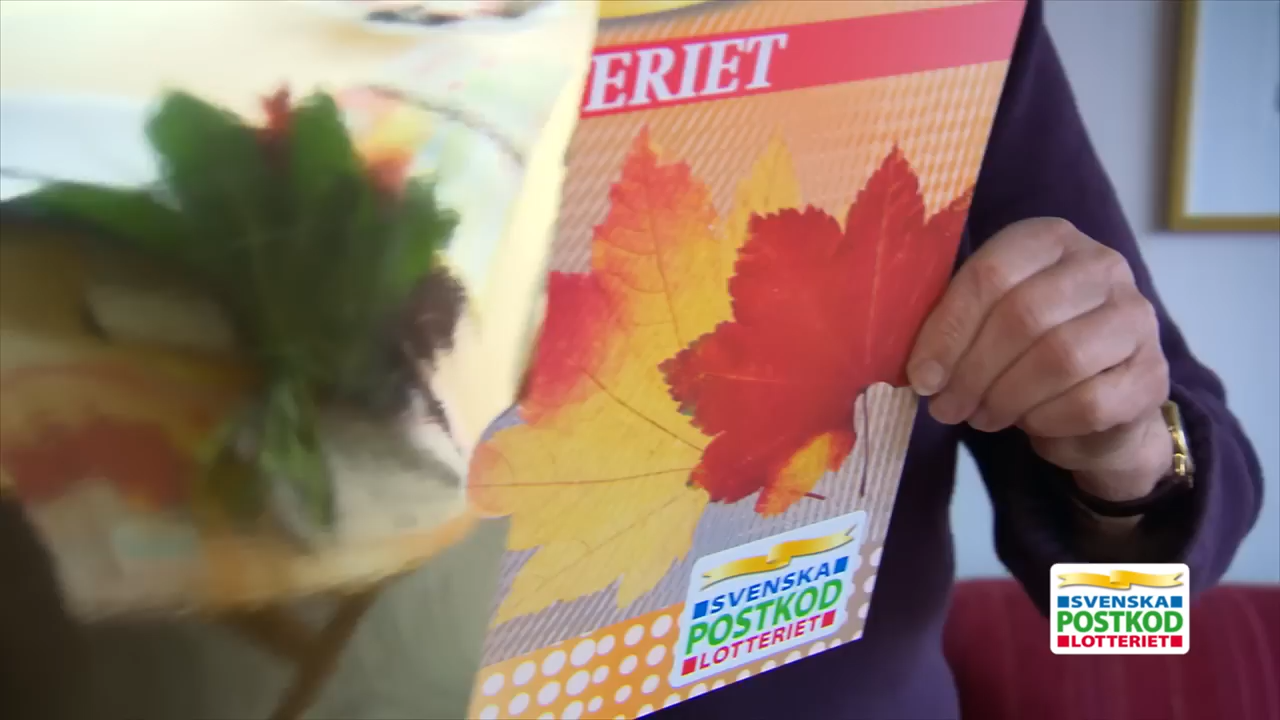 ERIET
SVENSKA
POSTKOD
LOTTERIET
SVENSKA
POSTKOD
LOTTERIET